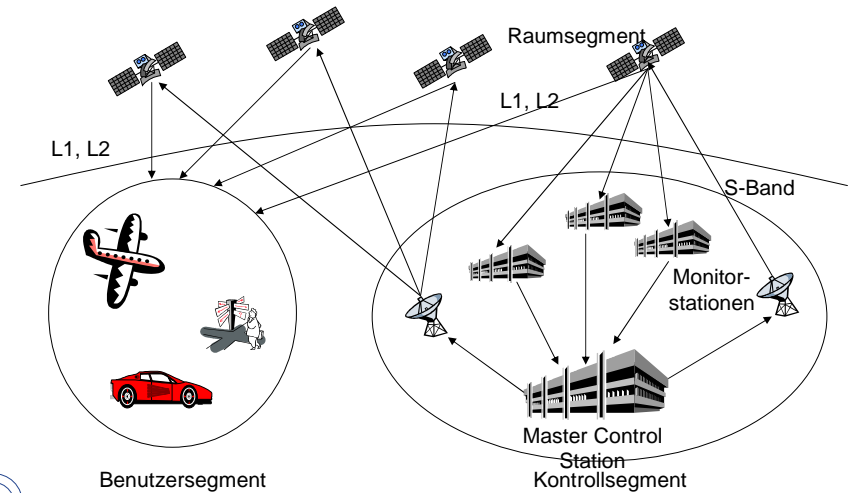 Raumsegment
L1, L2
L1, L2
S-Band
Monitor-
stationen
Master Control
Station
Benutzersegment
Kontrollsegment